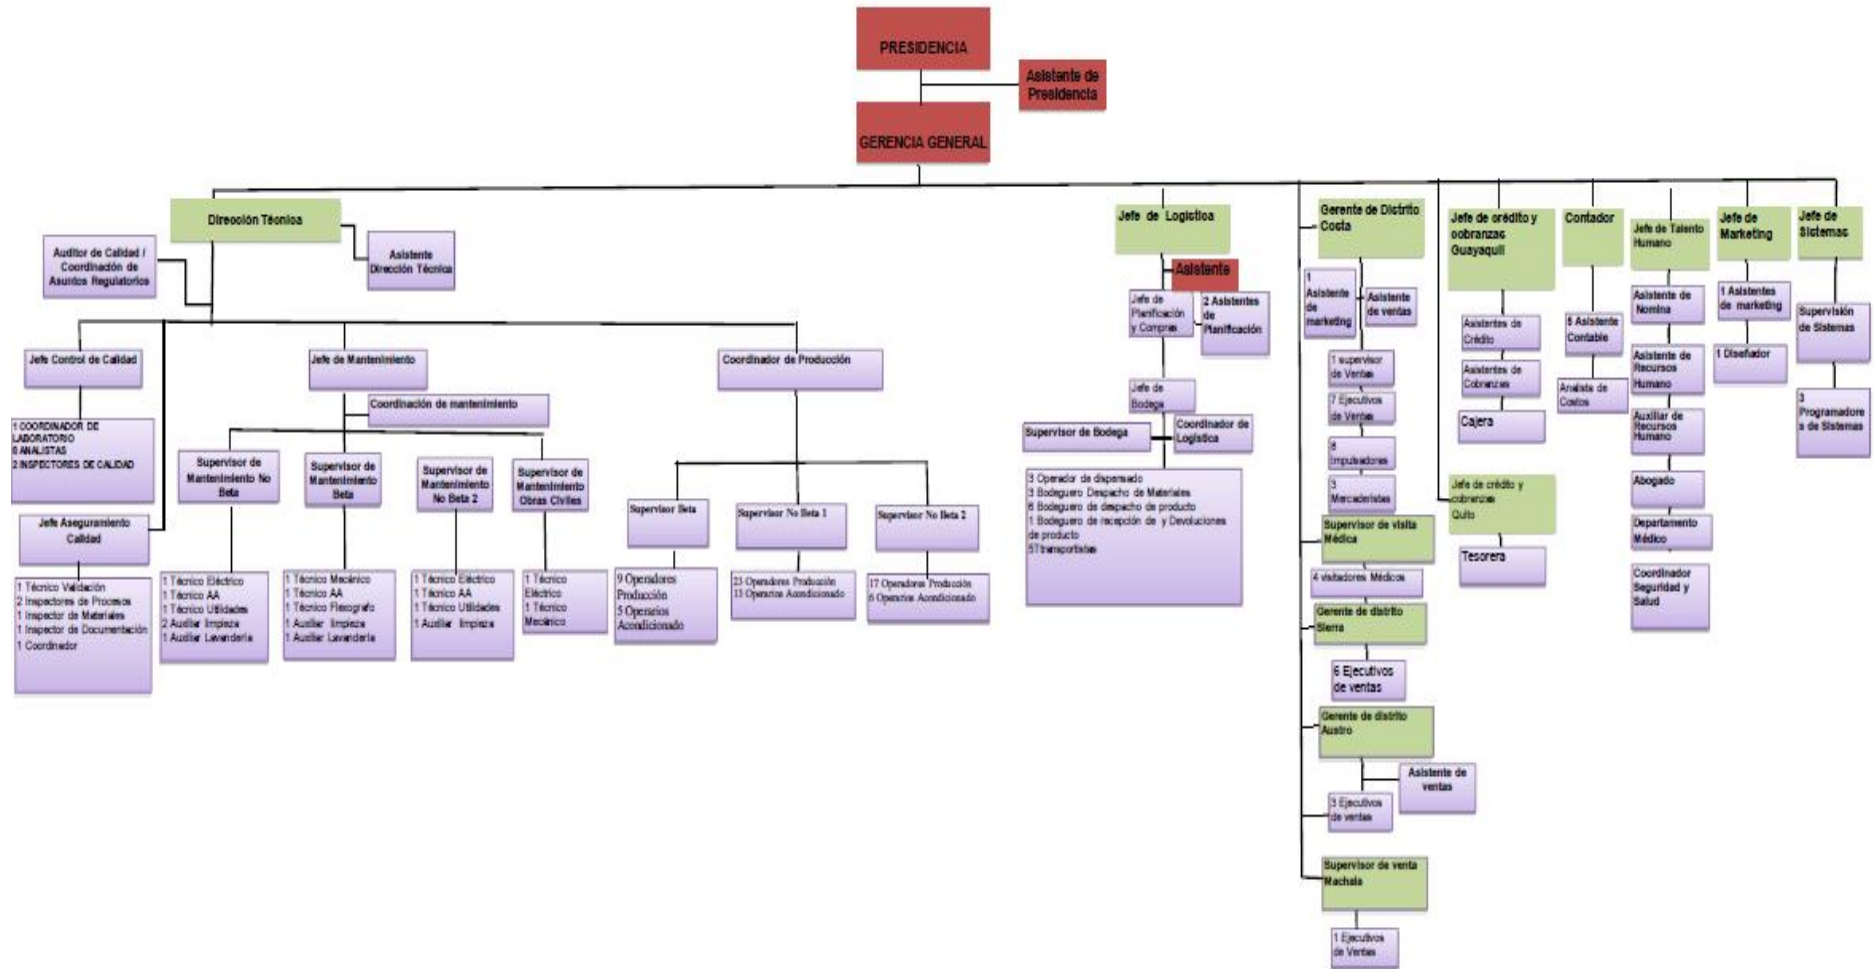 PRESIDENCIA
Asistente de
Presidencia
GERENCIA GENERAL
Dirección Técnica
Auditor de Calidad /
Coordinación de
Asuntos Regulatorios
Asistente
Dirección Técnica
Jefe Control de Calidad
1 COORDINADOR DE
LABORATORIO
ANALISTAS
2 INSPECTORES DE CALIDAD
Jefe Aseguramiento
Calidad
1 Técnico Validación
2 Inspectores de Procesos
1 Inspector de Materiales
1 Inspector de Documentación
1 Coordinador
Jefe de Mantenimiento
Coordinación de mantenimiento
Supervisor de
Mantenimiento No
Beta
1 Técnico Eléctrico
1 Técnico AA
1 Técnico Utilidades
2 Auxiliar limpieza
1 Auxiliar Lavandería
Supervisor de
Mantenimiento
Beta
1 Técnico Mecánico
1 Técnico AA
1 Técnico Flexografo
1 Auxiliar limpieza
1 Auxiliar Lavandería
Supervisor de
Mantenimiento
No Beta 2
1 Técnico Eléctrico
1 Técnico AA
1 Técnico Utilidades
1 Auxiliar limpieza
Supervisor de
Mantenimiento
Obras Civiles
1 Técnico
Eléctrico
1 Técnico
Mecánico
Coordinador de Producción
Supervisor Beta
9 Operadores
Producción
5 Operarios
Acondicionado
Supervisor No Beta 1
23 Operadores Producción
13 Operarios Acondicionado
Supervisor No Beta 2
17 Operadores Producción
6 Operarios Acondicionado
Jefe de Logística
Asistente
Jefe de
Planificación
y Compras
2 Asistentes
de
Planificación
Jefe de
Bodega
Supervisor de Bodega
Coordinador de
Logística
3 Operador de dispensado
3 Bodeguero Despacho de Materiales
6 Bodeguero de despacho de producto
1 Bodeguero de recepción de y Devoluciones
de producto
5Ttransportistas
Gerente de Distrito
Costa
1
Asistente
de
marketing
Asistente
de ventas
1 supervisor
de Ventas
7 Ejecutivos
de Ventas
8
Impulsadores
3
Mercaderistas
Supervisor de visita
Médica
4 visitadores Médicos
Gerente de distrito
Sierra
6 Ejecutivos
de ventas
Gerente de distrito
Austro
Asistente de
ventas
3 Ejecutivos
de ventas
Supervisor de venta
Machala
1 Ejecutivos
de Ventas
Jefe de crédito y
cobranzas
Guayaquil
Asistentes de
Crédito
Asistentes de
Cobranzas
Cajera
Jefe de crédito y
cobranzas
Quito
Tesorera
Contador
5 Asistente
Contable
Analista de
Costos
Jefe de Talento
Humano
Asistente de
Nomina
Asistente de
Recursos
Humano
Auxiliar de
Recursos
Humano
Abogado
Departamento
Médico
Coordinador
Seguridad y
Salud
Jefe de
Marketing
1 Asistentes
de marketing
1 Diseñador
Jefe de
Sistemas
Supervisión
de Sistemas
3
Programadore
s de Sistemas